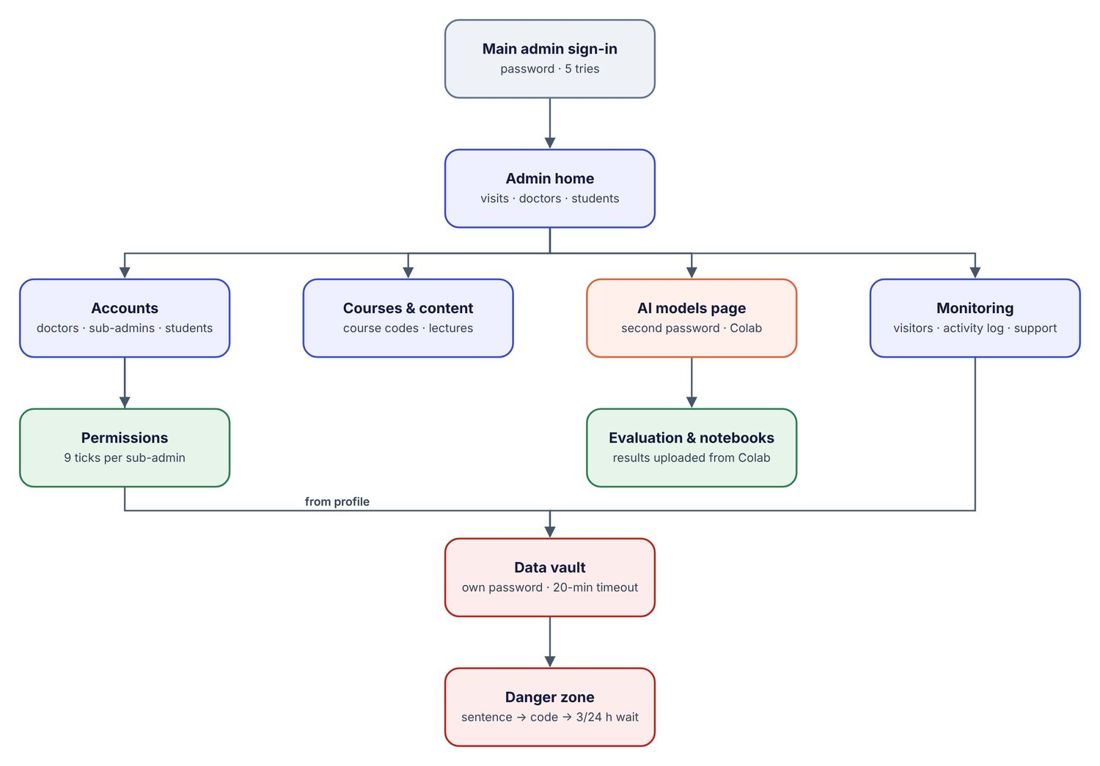 Main admin sign-in
password · 5 tries
Admin home
visits · doctors · students
Accounts
doctors · sub-admins · students
Courses & content
course codes · lectures
AI models page
second password · Colab
Monitoring
visitors · activity log · support
Permissions
9 ticks per sub-admin
Evaluation & notebooks
results uploaded from Colab
from profile
Data vault
own password · 20-min timeout
Danger zone
sentence → code → 3/24 h wait